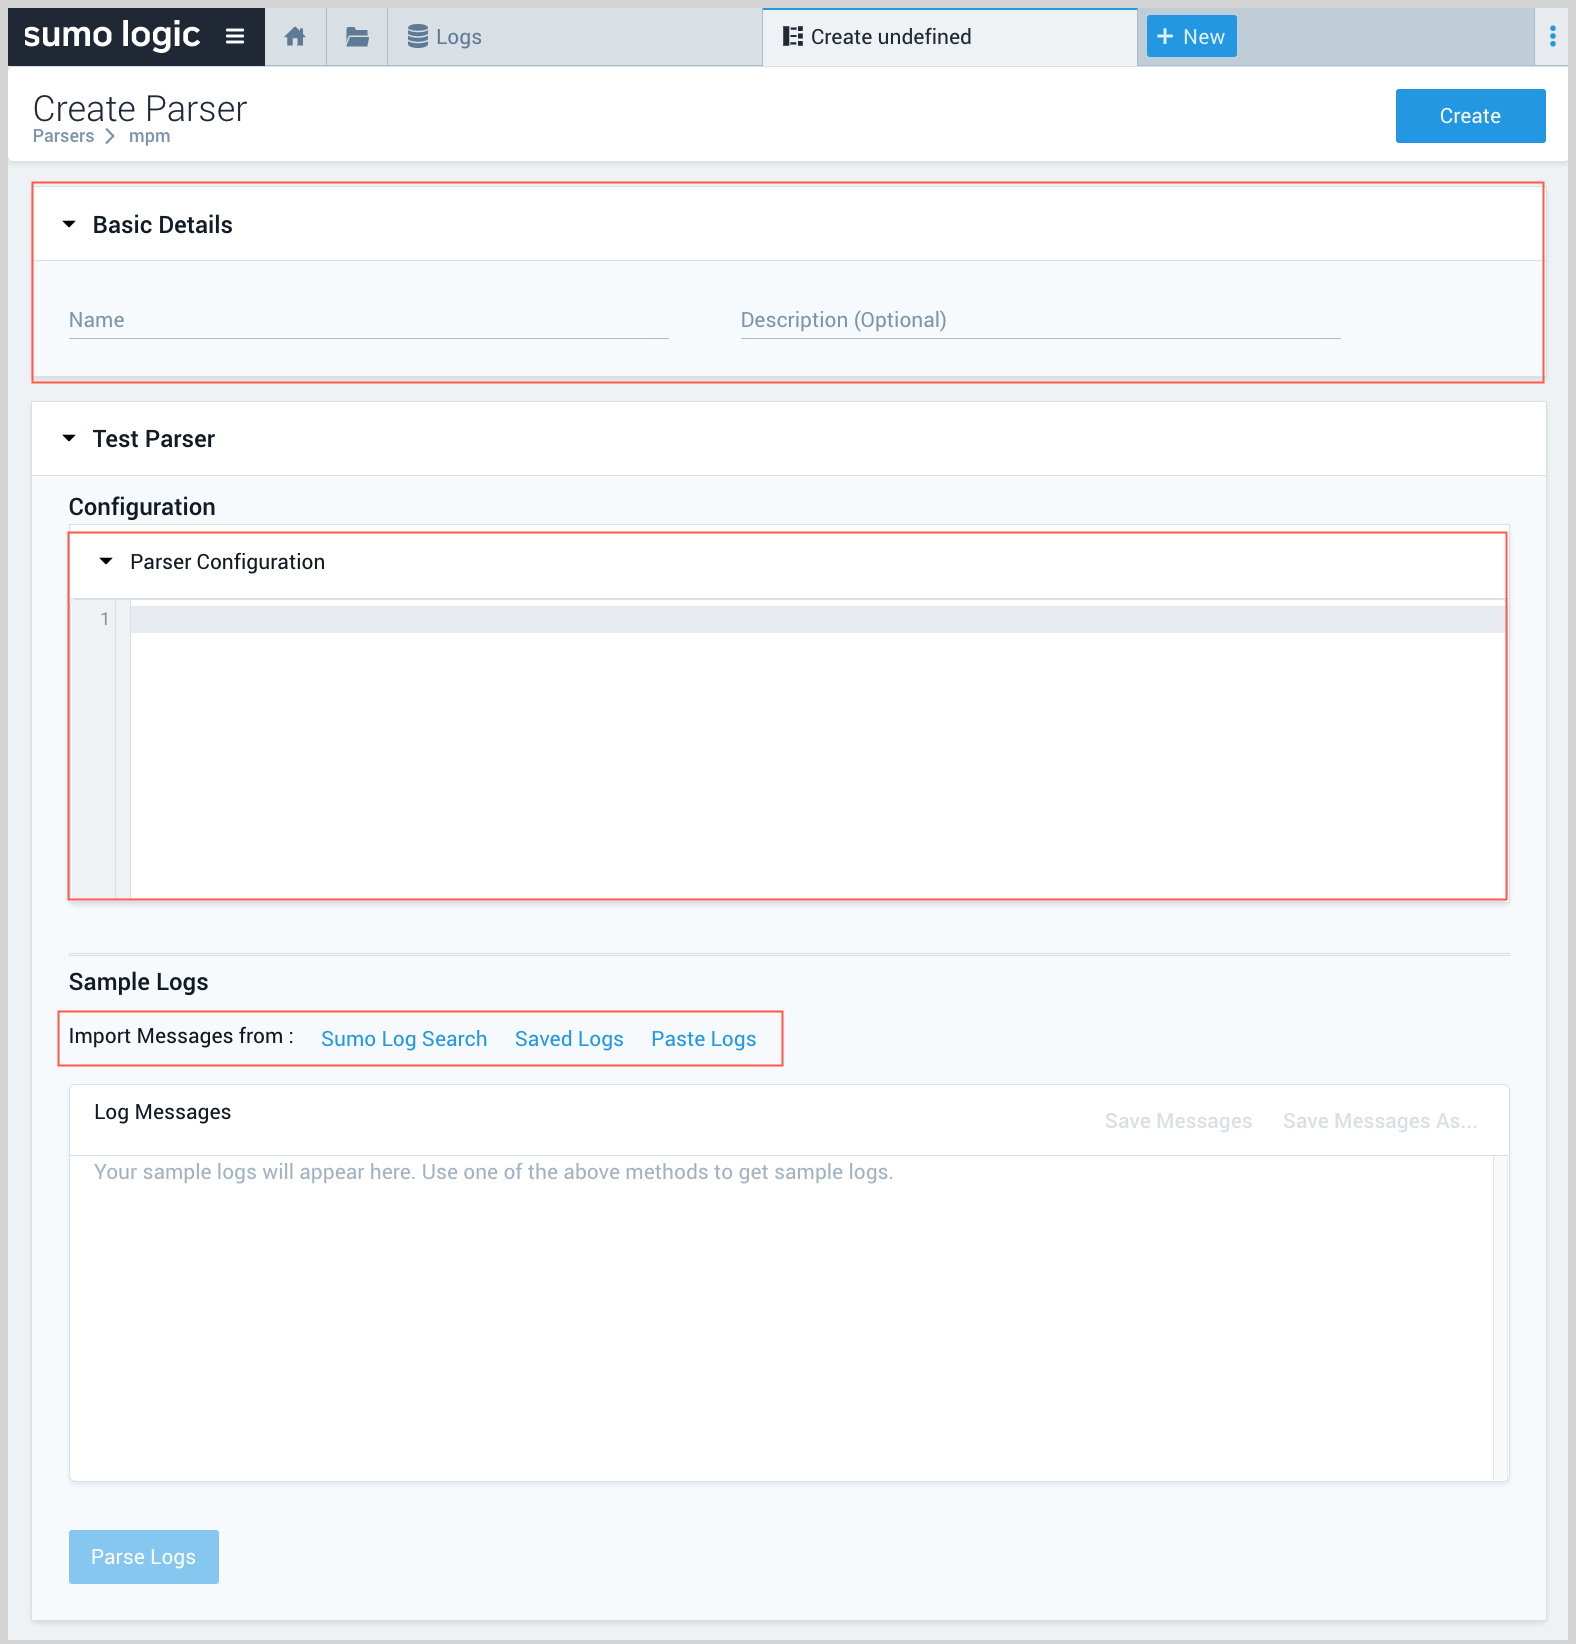 sumo logic
Logs
Create undefined
+ New
Create Parser
Parsers > mpm
Create
Basic Details
Name
Description (Optional)
Test Parser
Configuration
Parser Configuration
1
Sample Logs
Import Messages from :
Sumo Log Search
Saved Logs
Paste Logs
Log Messages
Save Messages
Save Messages As...
Your sample logs will appear here. Use one of the above methods to get sample logs.
Parse Logs